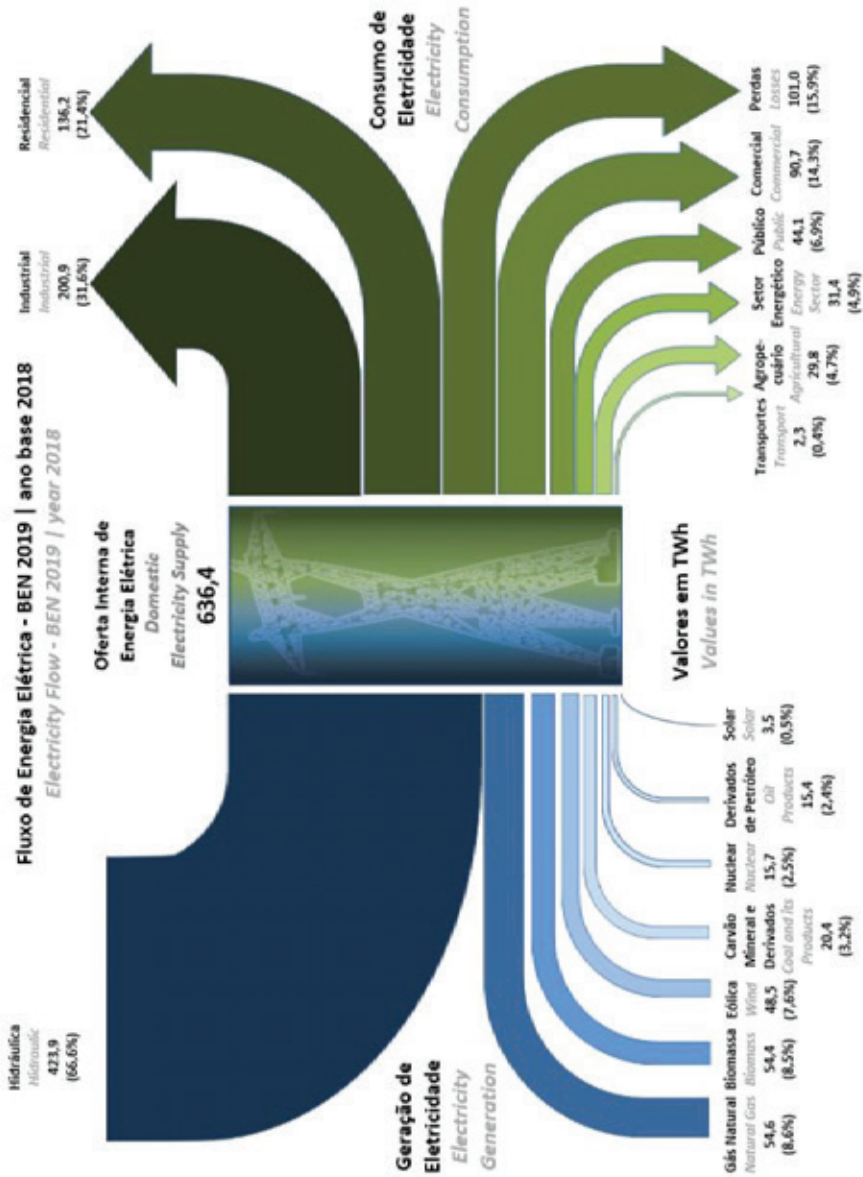 Fluxo de Energia Elétrica - BEN 2019 | ano base 2018
Electricity Flow - BEN 2019 | year 2018
Hidráulica
Hidraulic
423,9
(66,6%)
Oferta Interna de
Energia Elétrica
Domestic
Electricity Supply
636,4
Industrial
Industrial
200,9
(31,6%)
Residencial
Residential
136,2
(21,4%)
Geração de
Eletricidade
Electricity
Generation
Consumo de
Eletricidade
Electricity
Consumption
Gás Natural
Natural Gas
54,6
(8,6%)
Biomassa
Biomass
54,4
(8,5%)
Eólica
Wind
48,5
(7,6%)
Carvão
Mineral e
Derivados
Coal and its
Products
20,4
(3,2%)
Nuclear
Nuclear
15,7
(2,5%)
Derivados
de Petróleo
Oil
Products
15,4
(2,4%)
Solar
Solar
3,5
(0,5%)
Valores em TWh
Values in TWh
Transportes
Transport
2,3
(0,4%)
Agrope-
cuário
Agricultural
29,8
(4,7%)
Setor
Energético
Energy
Sector
31,4
(4,9%)
Público
Public
44,1
(6,9%)
Comercial
Commercial
90,7
(14,3%)
Perdas
Losses
101,0
(15,9%)